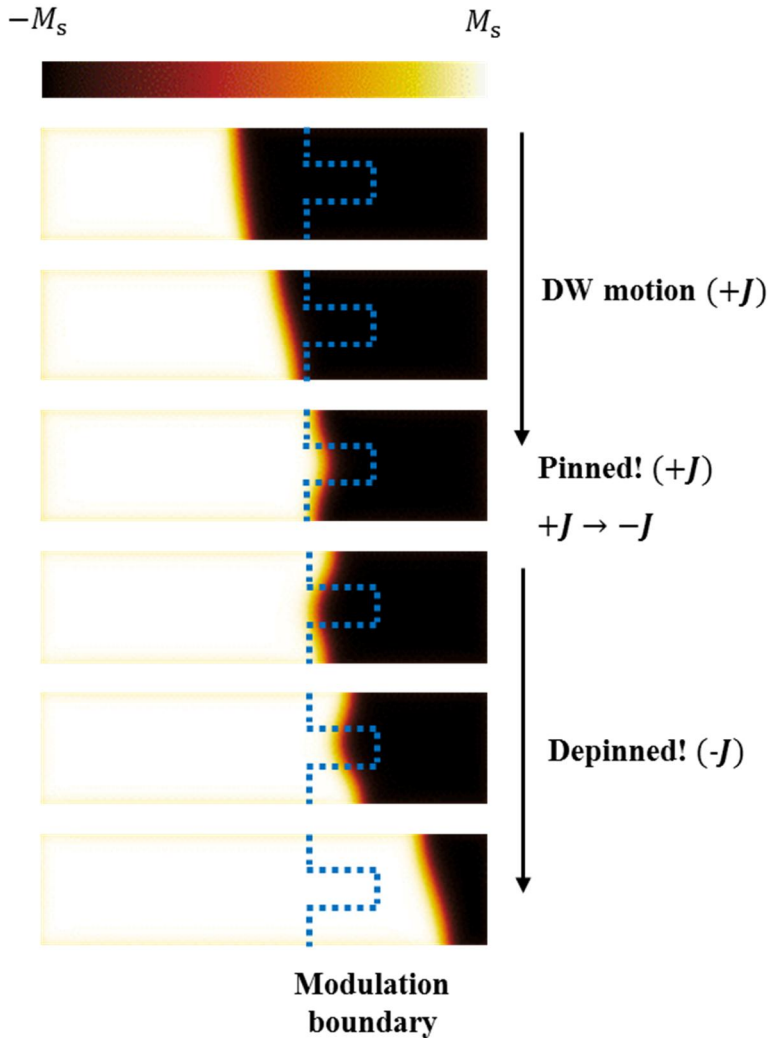 −Mₛ
Mₛ
DW motion (+J)
Pinned! (+J)
+J → −J
Depinned! (-J)
Modulation
boundary